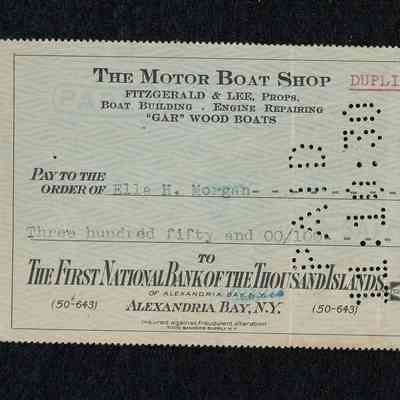 THE MOTOR BOAT SHOP
DUPLI
FITZGERALD & LEE, PROPS.
BOAT BUILDING . ENGINE REPAIRING
"GAR" WOOD BOATS
PAY TO THE
ORDER OF Ella H. Morgan
Three hundred fifty and 00/100
TO
THE FIRST NATIONAL BANK OF THE THOUSAND ISLANDS,
OF ALEXANDRIA BAY
(50-643) ALEXANDRIA BAY, N.Y. (50-643)
INSURED AGAINST FRAUDULENT ALTERATION
PAID